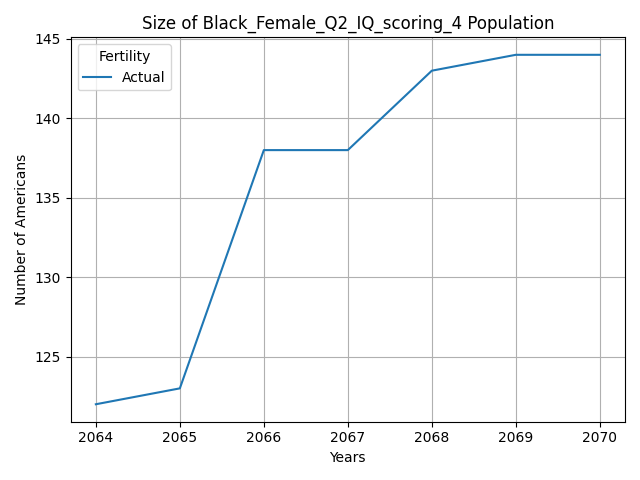 Size of Black_Female_Q2_IQ_scoring_4 Population
Fertility
Actual
145
140
135
130
125
Number of Americans
2064 2065 2066 2067 2068 2069 2070
Years